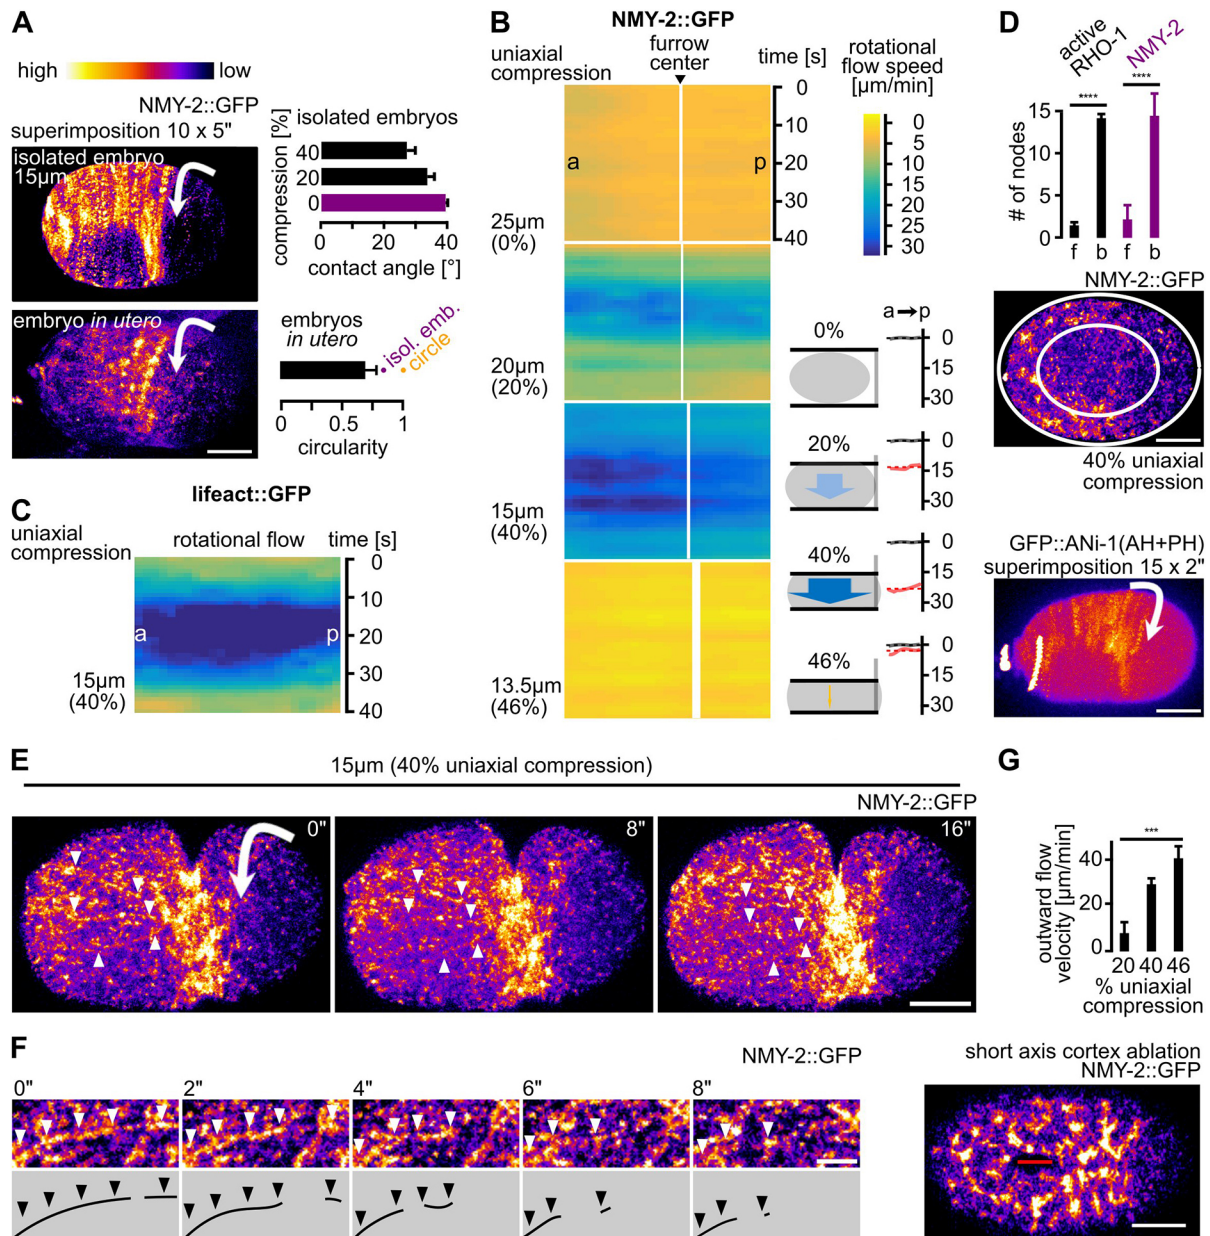 A
high
low
NMY-2::GFP
superimposition 10 x 5"
isolated embryo
15µm
embryo in utero
compression [%]
isolated embryos
40
20
0
0 20 40
contact angle [°]
embryos
in utero
isol. emb.
circle
0 0.5 1
circularity
B
NMY-2::GFP
uniaxial
compression
furrow
center
time [s]
rotational
flow speed
[µm/min]
0
10
20
30
40
a
p
0
5
10
15
20
25
30
25µm
(0%)
20µm
(20%)
15µm
(40%)
13.5µm
(46%)
a p
0%
0
15
30
20%
0
15
30
40%
0
15
30
46%
0
15
30
C
lifeact::GFP
uniaxial
compression
rotational flow
time [s]
0
10
20
30
40
a
p
15µm
(40%)
D
active
RHO-1
NMY-2
****
****
# of nodes
15
10
5
0
f b f b
NMY-2::GFP
40% uniaxial
compression
GFP::ANi-1(AH+PH)
superimposition 15 x 2"
E
15µm (40% uniaxial compression)
NMY-2::GFP
0"
8"
16"
F
NMY-2::GFP
0"
2"
4"
6"
8"
G
***
outward flow
velocity [µm/min]
40
20
0
20 40 46
% uniaxial
compression
short axis cortex ablation
NMY-2::GFP